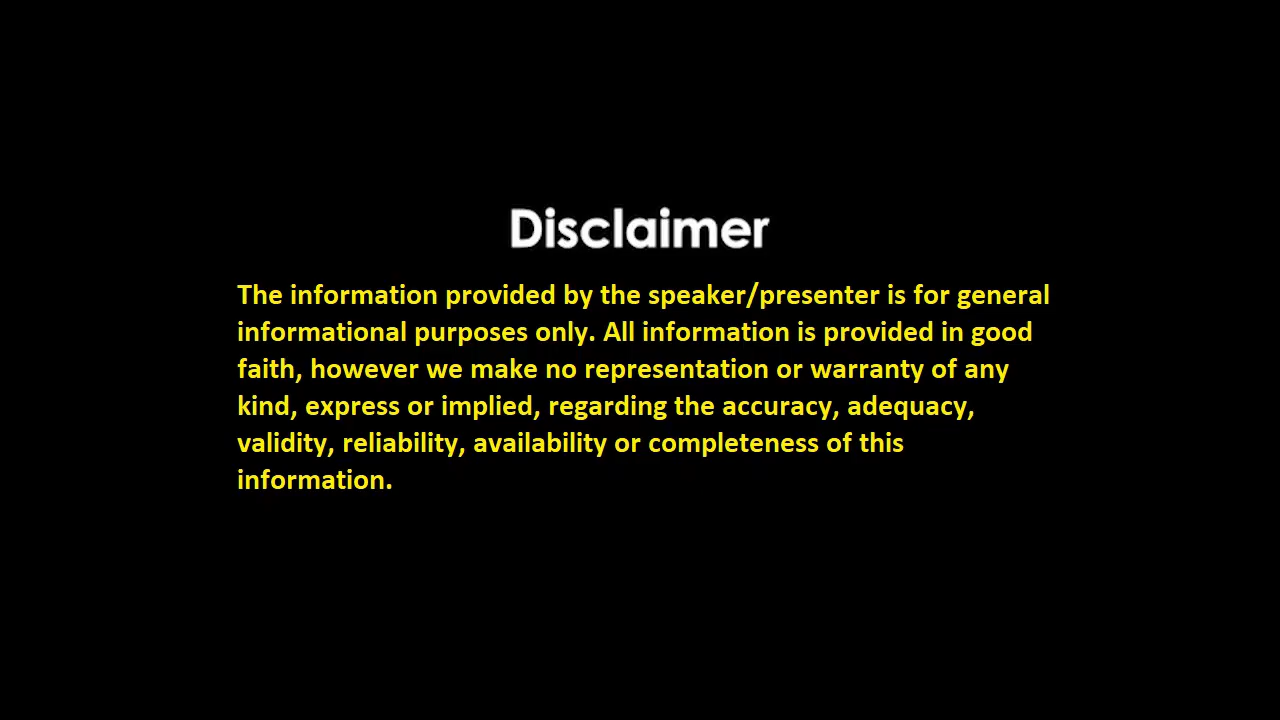 Disclaimer
The information provided by the speaker/presenter is for general
informational purposes only. All information is provided in good
faith, however we make no representation or warranty of any
kind, express or implied, regarding the accuracy, adequacy,
validity, reliability, availability or completeness of this
information.